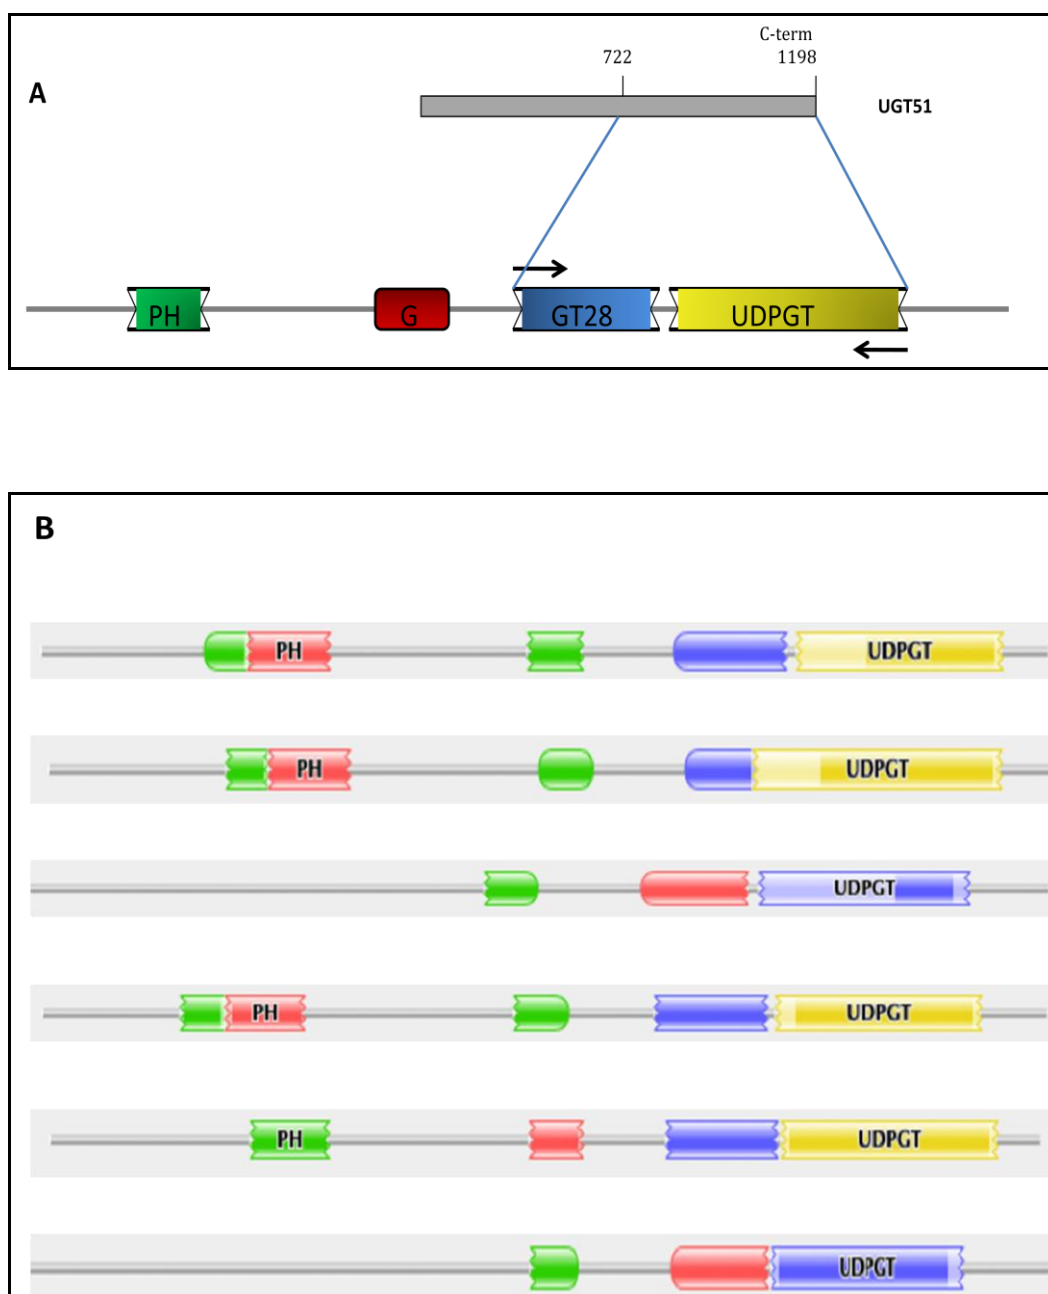 A
C-term
722
1198
UGT51
PH
G
GT28
UDPGT
B
PH
UDPGT
PH
UDPGT
UDPGT
PH
UDPGT
PH
UDPGT
UDPGT